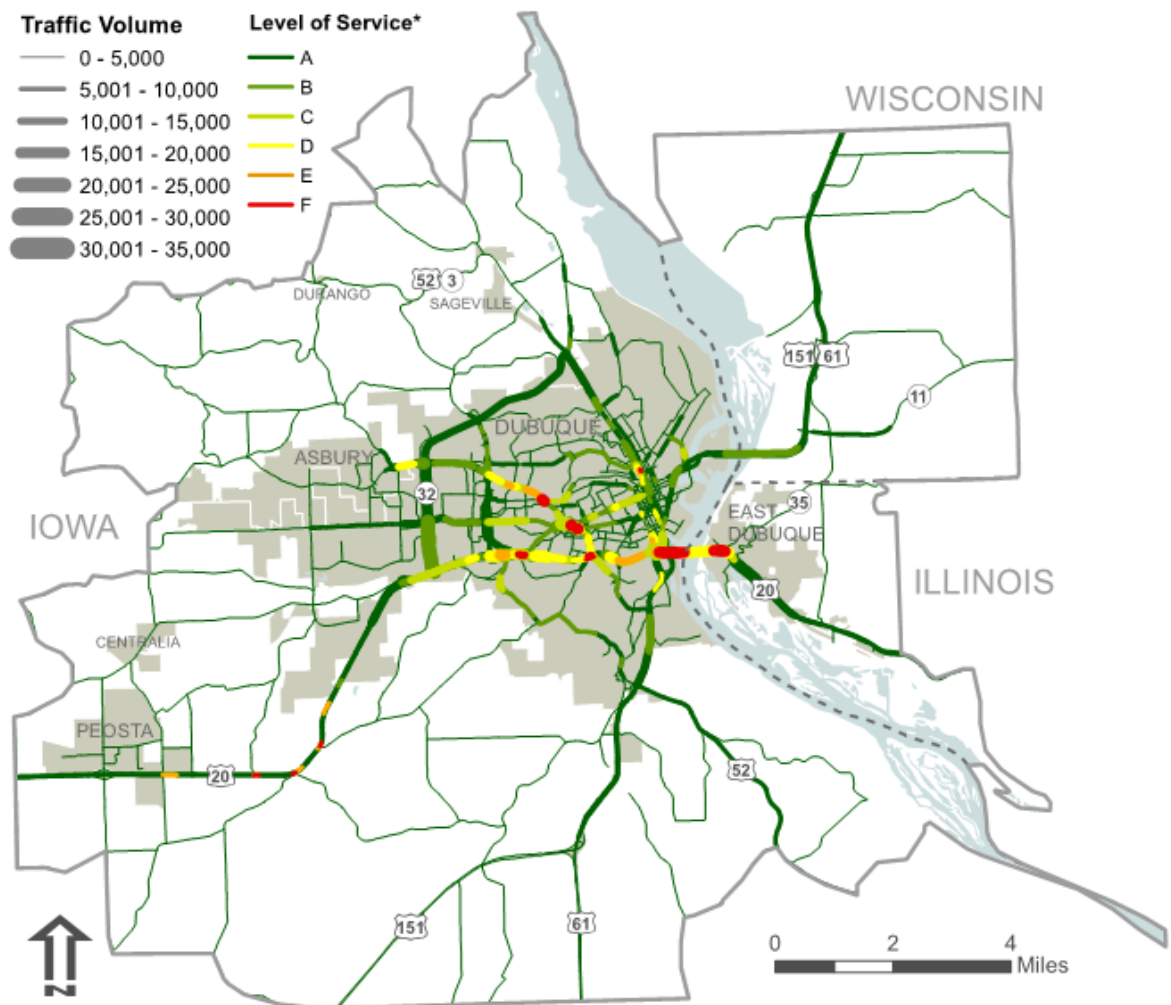 Traffic Volume
0 - 5,000
5,001 - 10,000
10,001 - 15,000
15,001 - 20,000
20,001 - 25,000
25,001 - 30,000
30,001 - 35,000
Level of Service*
A
B
C
D
E
F
WISCONSIN
52 3
DURANGO
SAGEVILLE
151 61
11
DUBUQUE
ASBURY
32
35
IOWA
EAST
DUBUQUE
ILLINOIS
20
CENTRALIA
PEOSTA
20
52
151
61
N
0 2 4
Miles